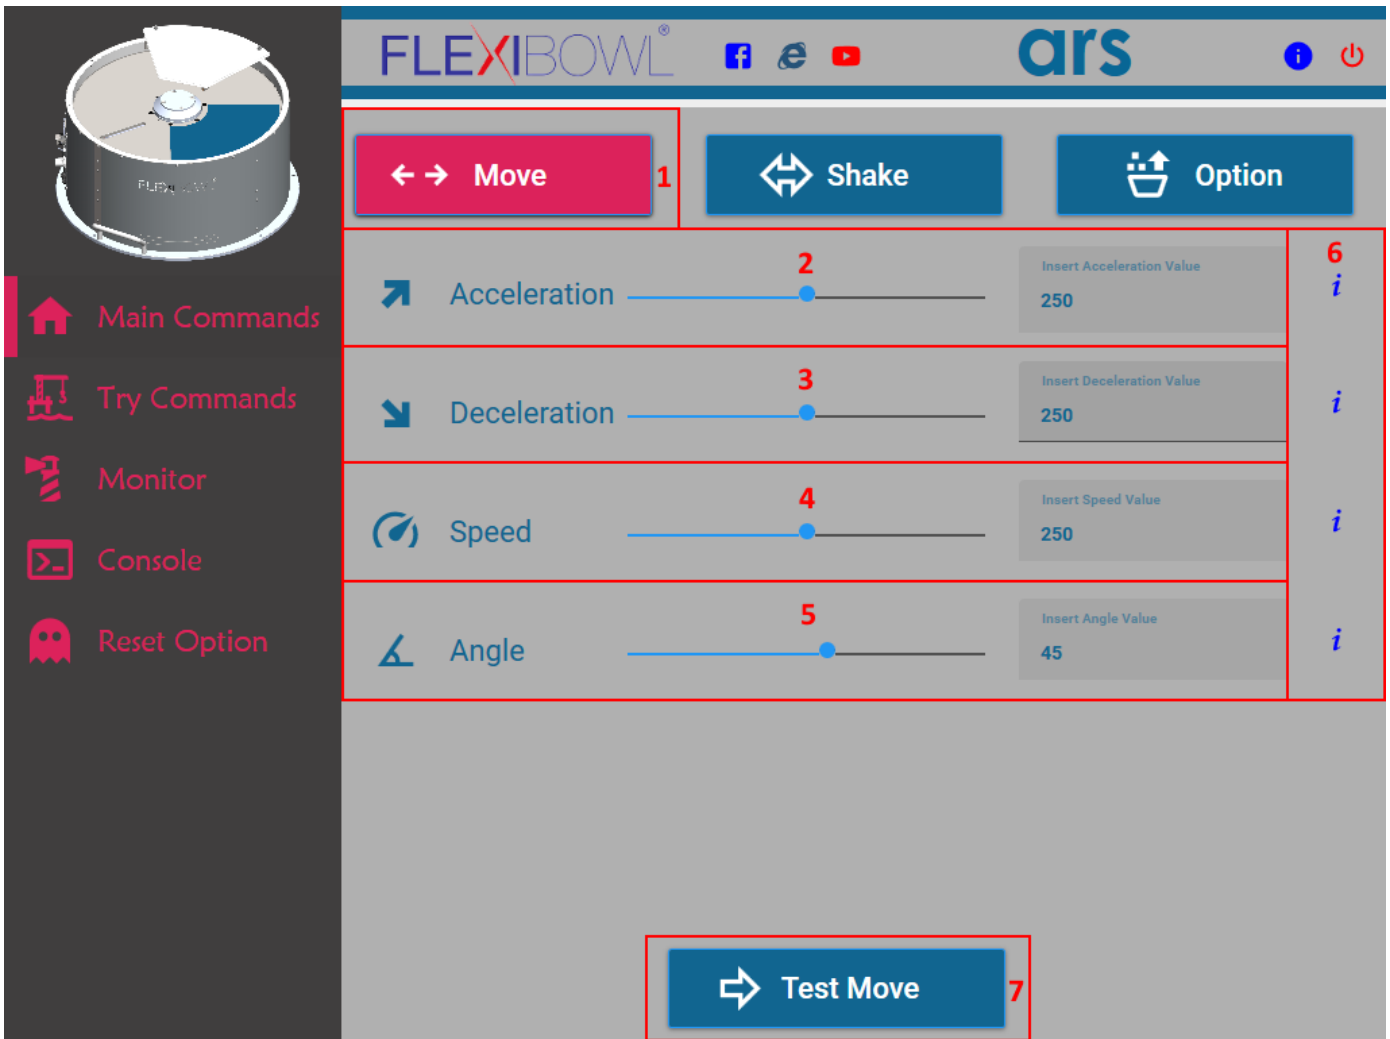 FLEXIBOWL®
ars
Move
1
Shake
Option
Main Commands
Try Commands
Monitor
Console
Reset Option
2
Acceleration
Insert Acceleration Value
250
6
i
3
Deceleration
Insert Deceleration Value
250
i
4
Speed
Insert Speed Value
250
i
5
Angle
Insert Angle Value
45
i
Test Move
7